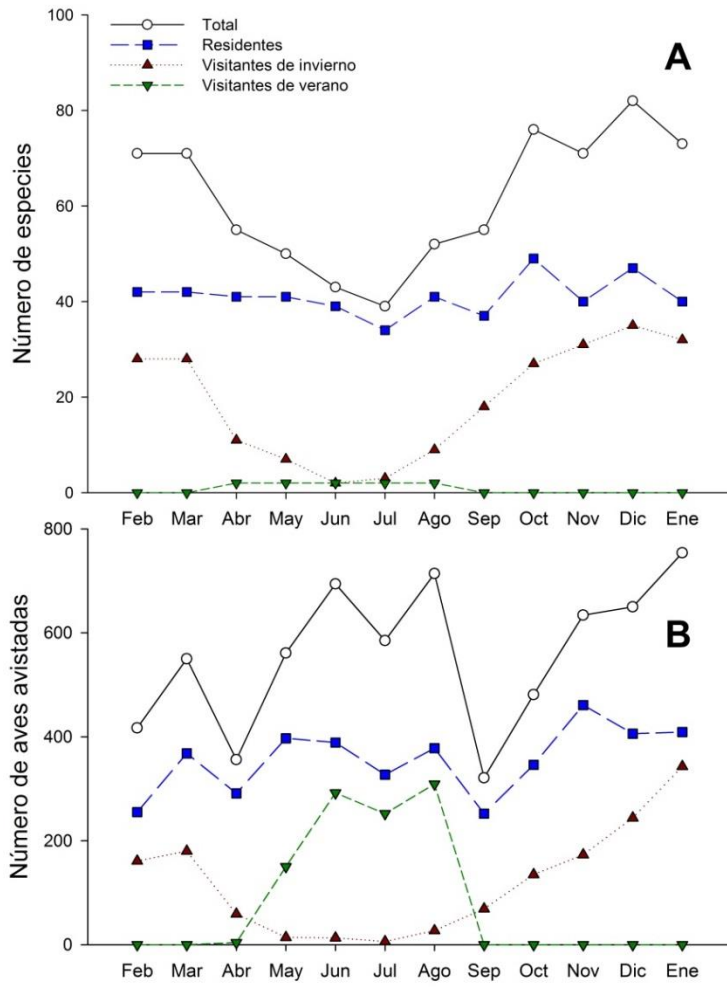 100
Total
Residentes
Visitantes de invierno
Visitantes de verano
A
80
60
40
20
0
Número de especies
Feb Mar Abr May Jun Jul Ago Sep Oct Nov Dic Ene
800
B
600
400
200
0
Número de aves avistadas
Feb Mar Abr May Jun Jul Ago Sep Oct Nov Dic Ene